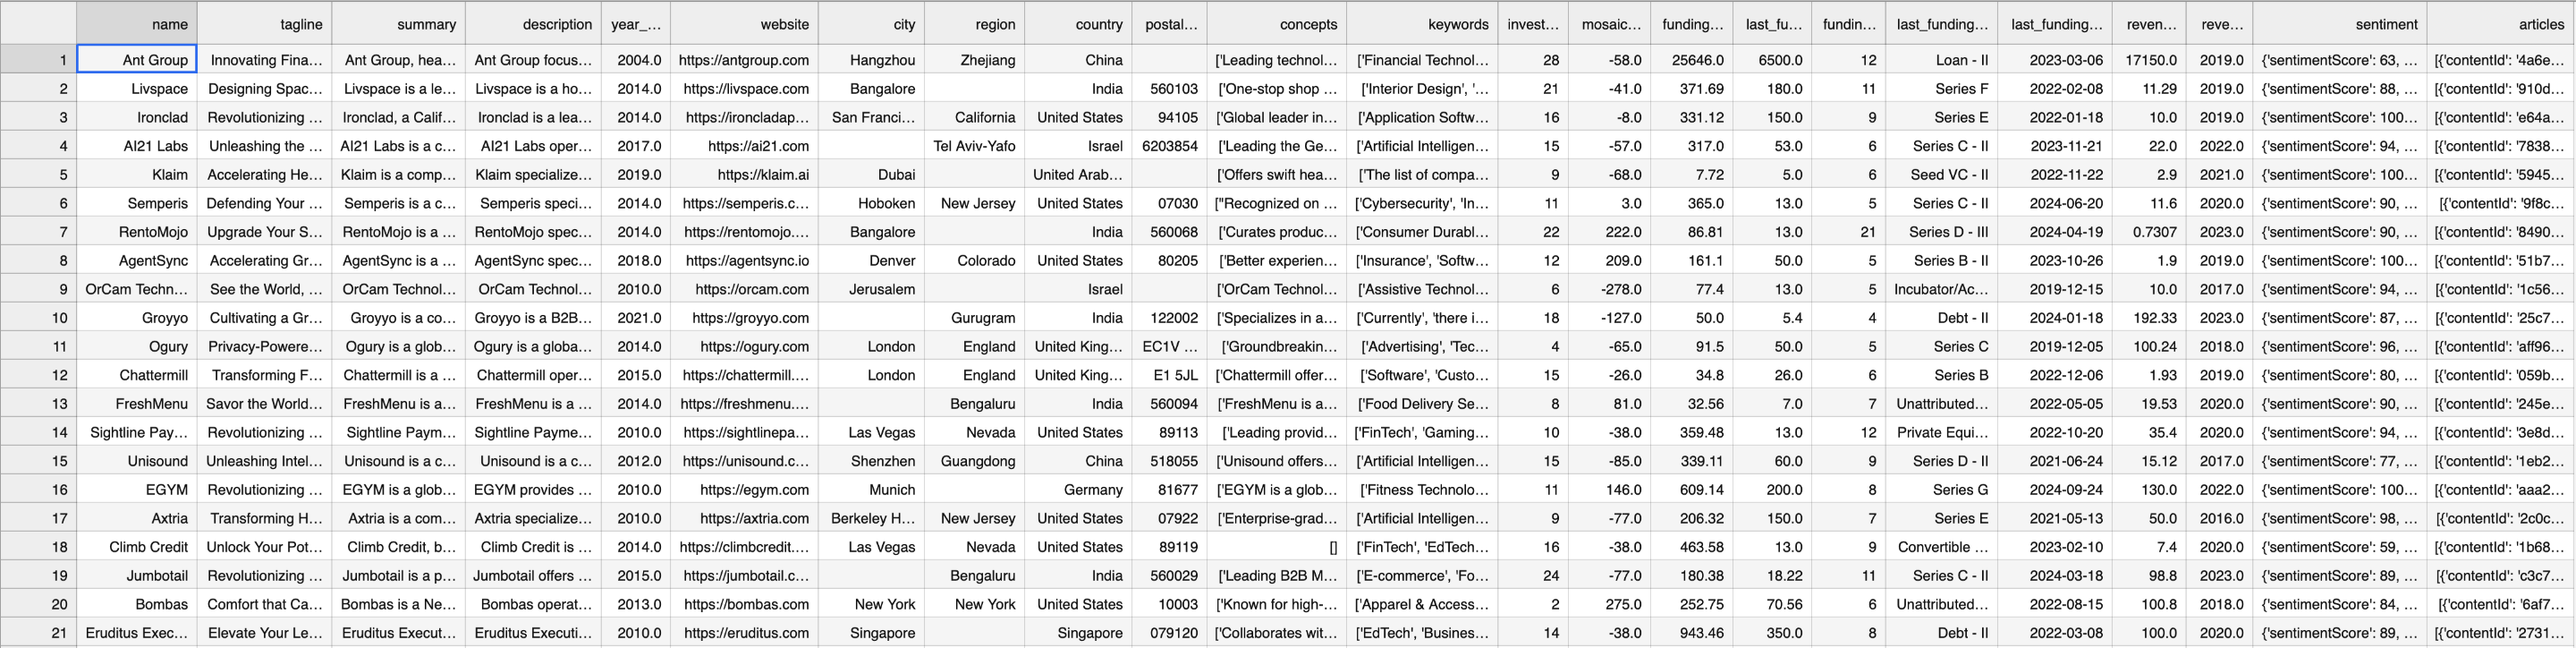 name tagline summary description year_... website city region country postal... concepts keywords invest... mosaic... funding... last_fu... fundin... last_funding... last_funding... reven... reve... sentiment articles
1 Ant Group Innovating Fina... Ant Group, hea... Ant Group focus... 2004.0 https://antgroup.com Hangzhou Zhejiang China ['Leading technol... ['Financial Technol... 28 -58.0 25646.0 6500.0 12 Loan - II 2023-03-06 17150.0 2019.0 {'sentimentScore': 63, ... [{'contentId': '4a6e...
2 Livspace Designing Spac... Livspace is a le... Livspace is a ho... 2014.0 https://livspace.com Bangalore India 560103 ['One-stop shop ... ['Interior Design', '... 21 -41.0 371.69 180.0 11 Series F 2022-02-08 11.29 2019.0 {'sentimentScore': 88, ... [{'contentId': '910d...
3 Ironclad Revolutionizing ... Ironclad, a Calif... Ironclad is a lea... 2014.0 https://ironcladap... San Franci... California United States 94105 ['Global leader in... ['Application Softw... 16 -8.0 331.12 150.0 9 Series E 2022-01-18 10.0 2019.0 {'sentimentScore': 100... [{'contentId': 'e64a...
4 AI21 Labs Unleashing the ... AI21 Labs is a c... AI21 Labs oper... 2017.0 https://ai21.com Tel Aviv-Yafo Israel 6203854 ['Leading the Ge... ['Artificial Intelligen... 15 -57.0 317.0 53.0 6 Series C - II 2023-11-21 22.0 2022.0 {'sentimentScore': 94, ... [{'contentId': '7838...
5 Klaim Accelerating He... Klaim is a comp... Klaim specialize... 2019.0 https://klaim.ai Dubai United Arab... ['Offers swift hea... ['The list of compa... 9 -68.0 7.72 5.0 6 Seed VC - II 2022-11-22 2.9 2021.0 {'sentimentScore': 100... [{'contentId': '5945...
6 Semperis Defending Your ... Semperis is a c... Semperis speci... 2014.0 https://semperis.c... Hoboken New Jersey United States 07030 ["Recognized on ... ['Cybersecurity', 'In... 11 3.0 365.0 13.0 5 Series C - II 2024-06-20 11.6 2020.0 {'sentimentScore': 90, ... [{'contentId': '9f8c...
7 RentoMojo Upgrade Your S... RentoMojo is a ... RentoMojo spec... 2014.0 https://rentomojo.... Bangalore India 560068 ['Curates produc... ['Consumer Durabl... 22 222.0 86.81 13.0 21 Series D - III 2024-04-19 0.7307 2023.0 {'sentimentScore': 90, ... [{'contentId': '8490...
8 AgentSync Accelerating Gr... AgentSync is a ... AgentSync spec... 2018.0 https://agentsync.io Denver Colorado United States 80205 ['Better experien... ['Insurance', 'Softw... 12 209.0 161.1 50.0 5 Series B - II 2023-10-26 1.9 2019.0 {'sentimentScore': 100... [{'contentId': '51b7...
9 OrCam Techn... See the World, ... OrCam Technol... OrCam Technol... 2010.0 https://orcam.com Jerusalem Israel ['OrCam Technol... ['Assistive Technol... 6 -278.0 77.4 13.0 5 Incubator/Ac... 2019-12-15 10.0 2017.0 {'sentimentScore': 94, ... [{'contentId': '1c56...
10 Groyyo Cultivating a Gr... Groyyo is a co... Groyyo is a B2B... 2021.0 https://groyyo.com Gurugram India 122002 ['Specializes in a... ['Currently', 'there i... 18 -127.0 50.0 5.4 4 Debt - II 2024-01-18 192.33 2023.0 {'sentimentScore': 87, ... [{'contentId': '25c7...
11 Ogury Privacy-Powere... Ogury is a glob... Ogury is a globa... 2014.0 https://ogury.com London England United King... EC1V ... ['Groundbreakin... ['Advertising', 'Tec... 4 -65.0 91.5 50.0 5 Series C 2019-12-05 100.24 2018.0 {'sentimentScore': 96, ... [{'contentId': 'aff96...
12 Chattermill Transforming F... Chattermill is a ... Chattermill oper... 2015.0 https://chattermill.... London England United King... E1 5JL ['Chattermill offer... ['Software', 'Custo... 15 -26.0 34.8 26.0 6 Series B 2022-12-06 1.93 2019.0 {'sentimentScore': 80, ... [{'contentId': '059b...
13 FreshMenu Savor the World... FreshMenu is a... FreshMenu is a ... 2014.0 https://freshmenu.... Bengaluru India 560094 ['FreshMenu is a... ['Food Delivery Se... 8 81.0 32.56 7.0 7 Unattributed... 2022-05-05 19.53 2020.0 {'sentimentScore': 90, ... [{'contentId': '245e...
14 Sightline Pay... Revolutionizing ... Sightline Paym... Sightline Payme... 2010.0 https://sightlinepa... Las Vegas Nevada United States 89113 ['Leading provid... ['FinTech', 'Gaming... 10 -38.0 359.48 13.0 12 Private Equi... 2022-10-20 35.4 2020.0 {'sentimentScore': 94, ... [{'contentId': '3e8d...
15 Unisound Unleashing Intel... Unisound is a c... Unisound is a c... 2012.0 https://unisound.c... Shenzhen Guangdong China 518055 ['Unisound offers... ['Artificial Intelligen... 15 -85.0 339.11 60.0 9 Series D - II 2021-06-24 15.12 2017.0 {'sentimentScore': 77, ... [{'contentId': '1eb2...
16 EGYM Revolutionizing ... EGYM is a glob... EGYM provides ... 2010.0 https://egym.com Munich Germany 81677 ['EGYM is a glob... ['Fitness Technolo... 11 146.0 609.14 200.0 8 Series G 2024-09-24 130.0 2022.0 {'sentimentScore': 100... [{'contentId': 'aaa2...
17 Axtria Transforming H... Axtria is a com... Axtria specialize... 2010.0 https://axtria.com Berkeley H... New Jersey United States 07922 ['Enterprise-grad... ['Artificial Intelligen... 9 -77.0 206.32 150.0 7 Series E 2021-05-13 50.0 2016.0 {'sentimentScore': 98, ... [{'contentId': '2c0c...
18 Climb Credit Unlock Your Pot... Climb Credit, b... Climb Credit is ... 2014.0 https://climbcredit.... Las Vegas Nevada United States 89119 [] ['FinTech', 'EdTech... 16 -38.0 463.58 13.0 9 Convertible ... 2023-02-10 7.4 2020.0 {'sentimentScore': 59, ... [{'contentId': '1b68...
19 Jumbotail Revolutionizing ... Jumbotail is a p... Jumbotail offers ... 2015.0 https://jumbotail.c... Bengaluru India 560029 ['Leading B2B M... ['E-commerce', 'Fo... 24 -77.0 180.38 18.22 11 Series C - II 2024-03-18 98.8 2023.0 {'sentimentScore': 89, ... [{'contentId': 'c3c7...
20 Bombas Comfort that Ca... Bombas is a Ne... Bombas operat... 2013.0 https://bombas.com New York New York United States 10003 ['Known for high-... ['Apparel & Access... 2 275.0 252.75 70.56 6 Unattributed... 2022-08-15 100.8 2018.0 {'sentimentScore': 84, ... [{'contentId': '6af7...
21 Eruditus Exec... Elevate Your Le... Eruditus Execut... Eruditus Executi... 2010.0 https://eruditus.com Singapore Singapore 079120 ['Collaborates wit... ['EdTech', 'Busines... 14 -38.0 943.46 350.0 8 Debt - II 2022-03-08 100.0 2020.0 {'sentimentScore': 89, ... [{'contentId': '2731...